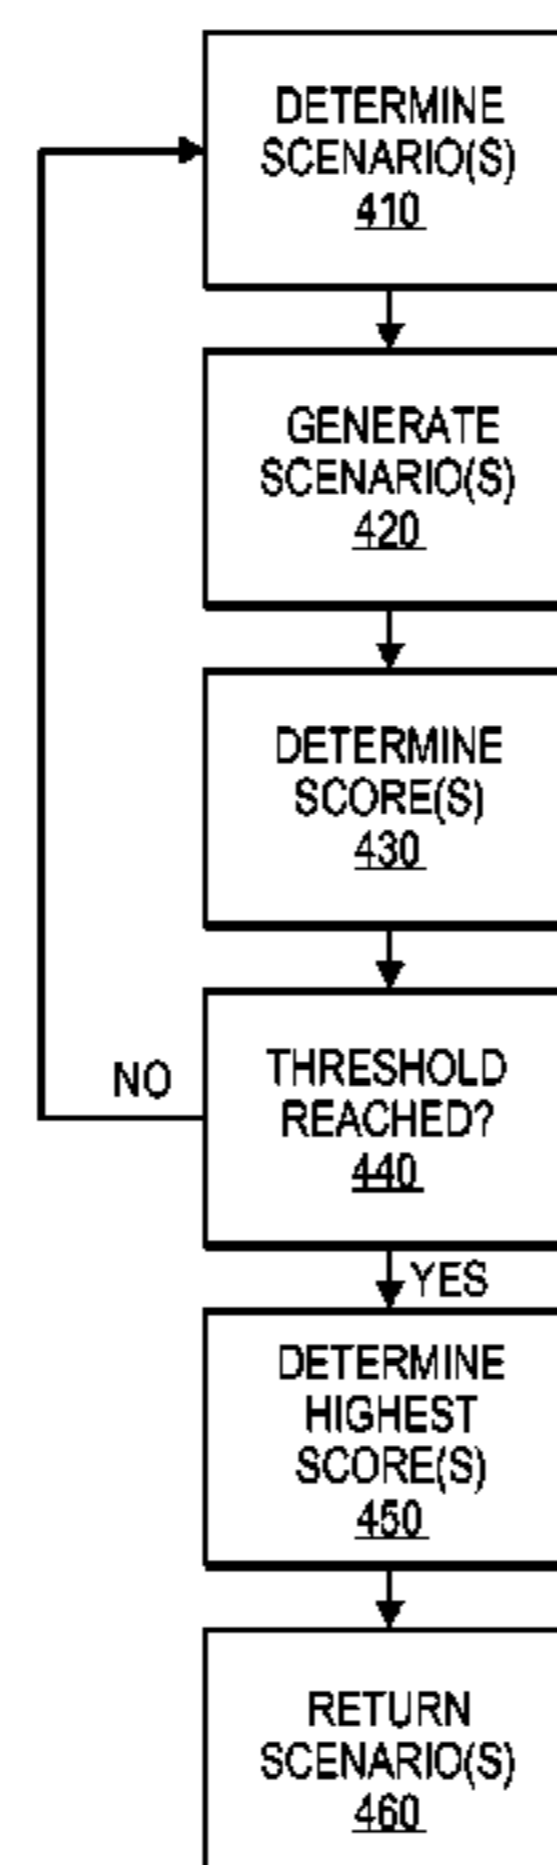 DETERMINE
SCENARIO(S)
410
GENERATE
SCENARIO(S)
420
DETERMINE
SCORE(S)
430
NO
THRESHOLD
REACHED?
440
YES
DETERMINE
HIGHEST
SCORE(S)
450
RETURN
SCENARIO(S)
460